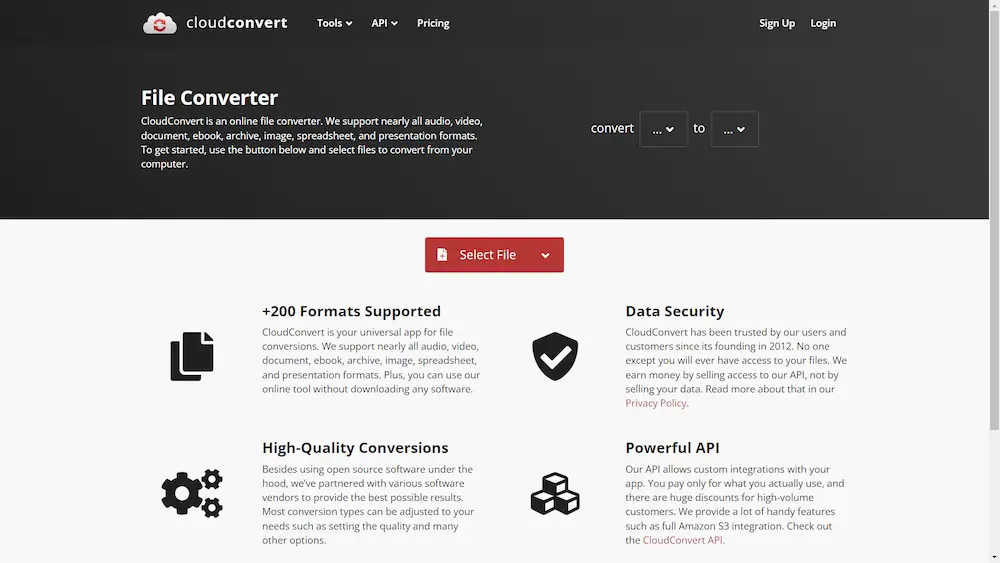 cloudconvert Tools API Pricing Sign Up Login
File Converter
CloudConvert is an online file converter. We support nearly all audio, video,
document, ebook, archive, image, spreadsheet, and presentation formats.
To get started, use the button below and select files to convert from your
computer.
convert ... to ...
Select File
+200 Formats Supported
CloudConvert is your universal app for file
conversions. We support nearly all audio, video,
document, ebook, archive, image, spreadsheet,
and presentation formats. Plus, you can use our
online tool without downloading any software.
Data Security
CloudConvert has been trusted by our users and
customers since its founding in 2012. No one
except you will ever have access to your files. We
earn money by selling access to our API, not by
selling your data. Read more about that in our
Privacy Policy.
High-Quality Conversions
Besides using open source software under the
hood, we've partnered with various software
vendors to provide the best possible results.
Most conversion types can be adjusted to your
needs such as setting the quality and many
other options.
Powerful API
Our API allows custom integrations with your
app. You pay only for what you actually use, and
there are huge discounts for high-volume
customers. We provide a lot of handy features
such as full Amazon S3 integration. Check out
the CloudConvert API.